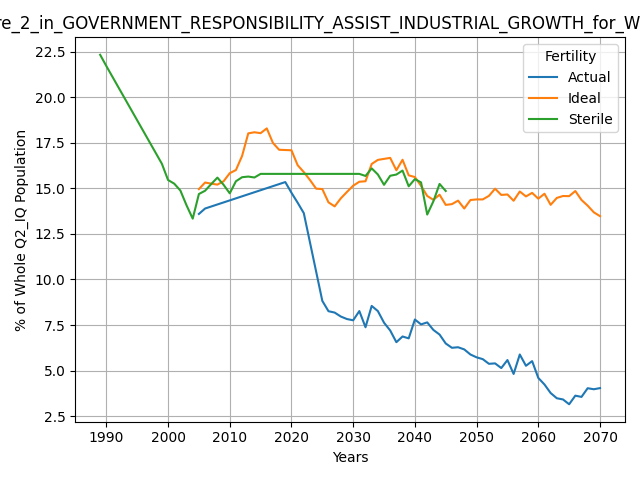 re_2_in_GOVERNMENT_RESPONSIBILITY_ASSIST_INDUSTRIAL_GROWTH_for_W
Fertility
Actual
Ideal
Sterile
% of Whole Q2_IQ Population
22.5
20.0
17.5
15.0
12.5
10.0
7.5
5.0
2.5
1990 2000 2010 2020 2030 2040 2050 2060 2070
Years